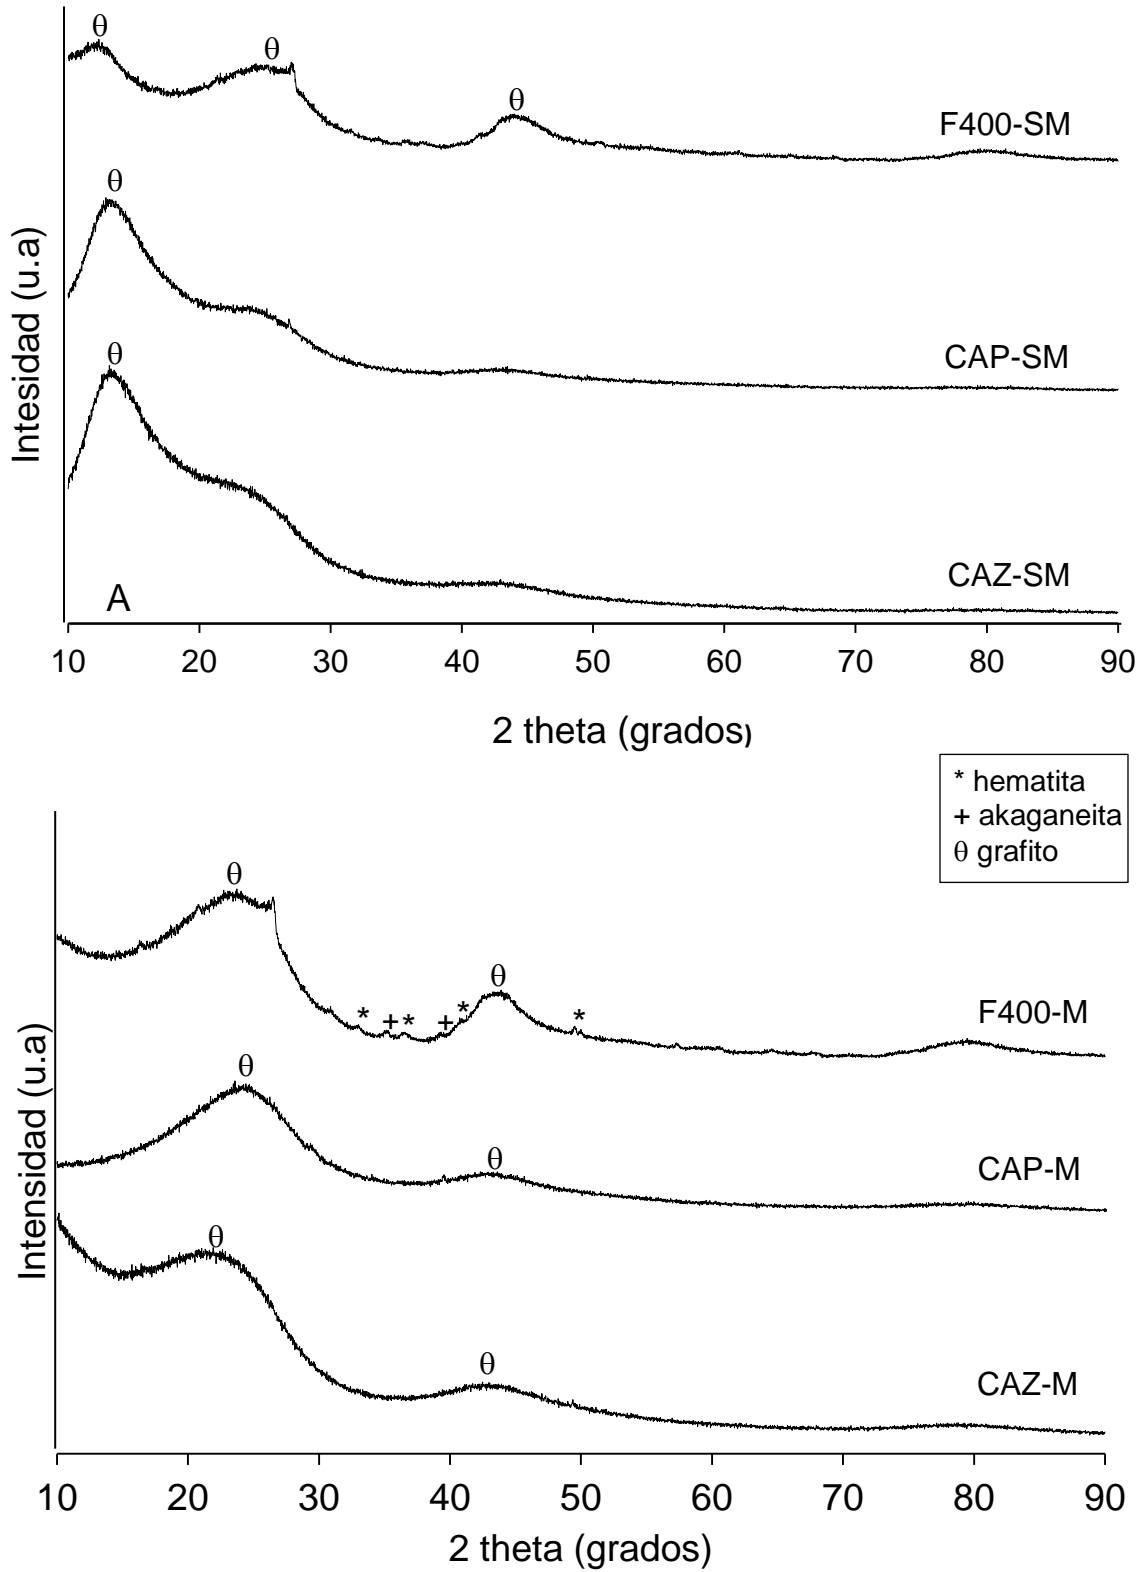 θ
θ
θ
F400-SM
θ
CAP-SM
θ
CAZ-SM
A
Intesidad (u.a)
10 20 30 40 50 60 70 80 90
2 theta (grados)
* hematita
+ akaganeita
θ grafito
θ
θ
* + * + * *
F400-M
θ
θ
CAP-M
θ
θ
CAZ-M
Intensidad (u.a)
10 20 30 40 50 60 70 80 90
2 theta (grados)